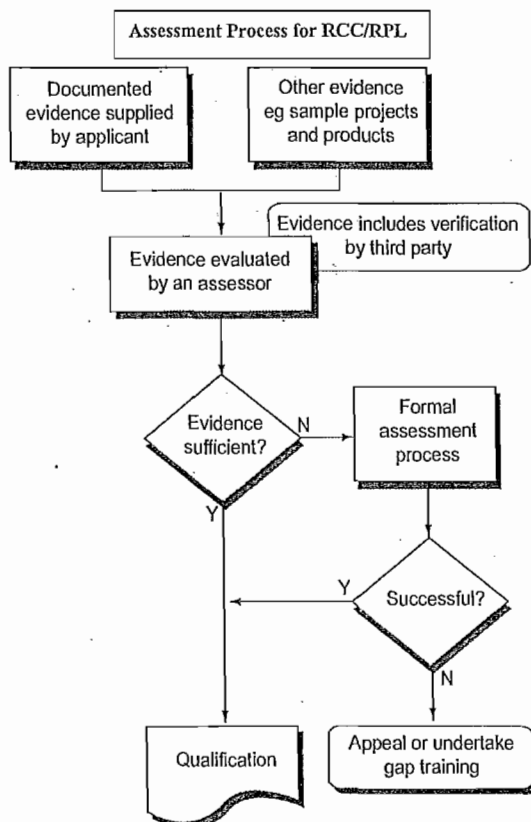 Assessment Process for RCC/RPL
Documented
evidence supplied
by applicant
Other evidence
eg sample projects
and products
Evidence includes verification
by third party
Evidence evaluated
by an assessor
Evidence
sufficient?
N
Formal
assessment
process
Y
Y
Successful?
N
Qualification
Appeal or undertake
gap training